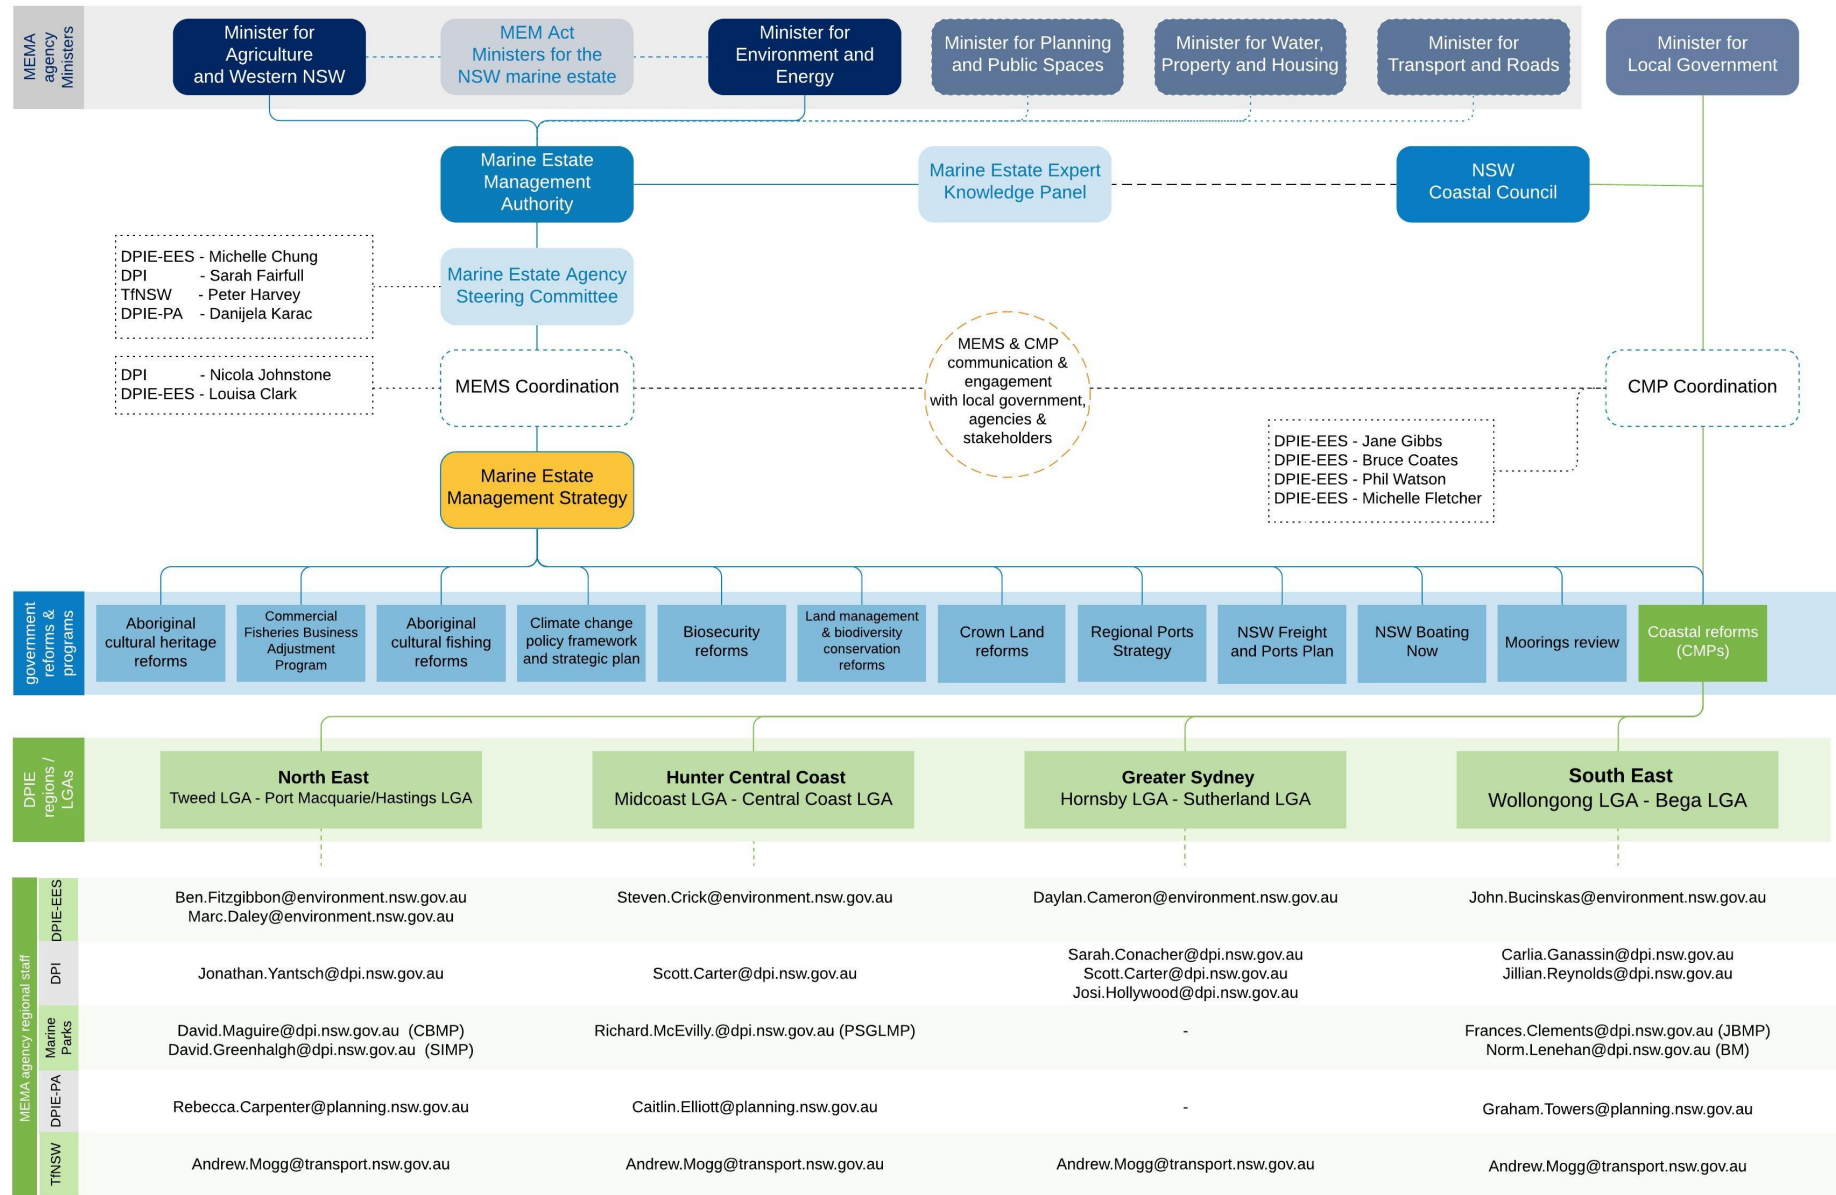 MEMA
agency
Ministers
Minister for
Agriculture
and Western NSW
MEM Act
Ministers for the
NSW marine estate
Minister for
Environment and
Energy
Minister for Planning
and Public Spaces
Minister for Water,
Property and Housing
Minister for
Transport and Roads
Minister for
Local Government
Marine Estate
Management
Authority
Marine Estate Expert
Knowledge Panel
NSW
Coastal Council
DPIE-EES - Michelle Chung
DPI - Sarah Fairfull
TfNSW - Peter Harvey
DPIE-PA - Danijela Karac
Marine Estate Agency
Steering Committee
DPI - Nicola Johnstone
DPIE-EES - Louisa Clark
MEMS Coordination
MEMS & CMP
communication &
engagement
with local government,
agencies &
stakeholders
CMP Coordination
DPIE-EES - Jane Gibbs
DPIE-EES - Bruce Coates
DPIE-EES - Phil Watson
DPIE-EES - Michelle Fletcher
Marine Estate
Management Strategy
government
reforms &
programs
Aboriginal
cultural heritage
reforms
Commercial
Fisheries Business
Adjustment
Program
Aboriginal
cultural fishing
reforms
Climate change
policy framework
and strategic plan
Biosecurity
reforms
Land management
& biodiversity
conservation
reforms
Crown Land
reforms
Regional Ports
Strategy
NSW Freight
and Ports Plan
NSW Boating
Now
Moorings review
Coastal reforms
(CMPs)
DPIE
regions /
LGAs
North East
Tweed LGA - Port Macquarie/Hastings LGA
Hunter Central Coast
Midcoast LGA - Central Coast LGA
Greater Sydney
Hornsby LGA - Sutherland LGA
South East
Wollongong LGA - Bega LGA
MEMA agency regional staff
DPIE-EES
Ben.Fitzgibbon@environment.nsw.gov.au
Marc.Daley@environment.nsw.gov.au
Steven.Crick@environment.nsw.gov.au
Daylan.Cameron@environment.nsw.gov.au
John.Bucinskas@environment.nsw.gov.au
DPI
Jonathan.Yantsch@dpi.nsw.gov.au
Scott.Carter@dpi.nsw.gov.au
Sarah.Conacher@dpi.nsw.gov.au
Scott.Carter@dpi.nsw.gov.au
Josi.Hollywood@dpi.nsw.gov.au
Carlia.Ganassin@dpi.nsw.gov.au
Jillian.Reynolds@dpi.nsw.gov.au
Marine
Parks
David.Maguire@dpi.nsw.gov.au (CBMP)
David.Greenhalgh@dpi.nsw.gov.au (SIMP)
Richard.McEvilly.@dpi.nsw.gov.au (PSGLMP)
-
Frances.Clements@dpi.nsw.gov.au (JBMP)
Norm.Lenehan@dpi.nsw.gov.au (BM)
DPIE-PA
Rebecca.Carpenter@planning.nsw.gov.au
Caitlin.Elliott@planning.nsw.gov.au
-
Graham.Towers@planning.nsw.gov.au
TfNSW
Andrew.Mogg@transport.nsw.gov.au
Andrew.Mogg@transport.nsw.gov.au
Andrew.Mogg@transport.nsw.gov.au
Andrew.Mogg@transport.nsw.gov.au